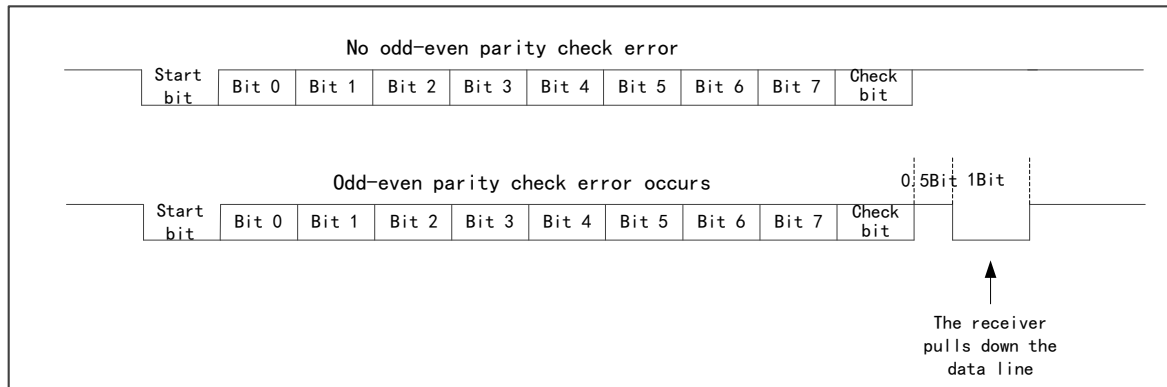 No odd-even parity check error
Start bit Bit 0 Bit 1 Bit 2 Bit 3 Bit 4 Bit 5 Bit 6 Bit 7 Check bit
Odd-even parity check error occurs
0.5Bit 1Bit
Start bit Bit 0 Bit 1 Bit 2 Bit 3 Bit 4 Bit 5 Bit 6 Bit 7 Check bit
The receiver
pulls down the
data line